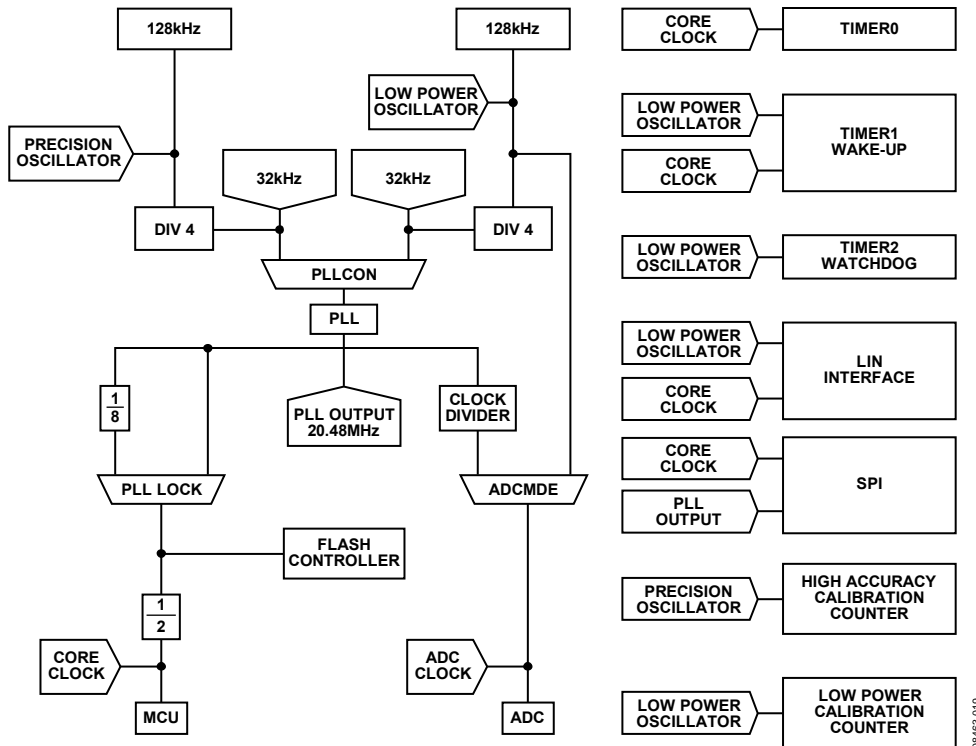 128kHz
128kHz
LOW POWER
OSCILLATOR
PRECISION
OSCILLATOR
32kHz
32kHz
DIV 4
DIV 4
PLLCON
PLL
1
8
PLL OUTPUT
20.48MHz
CLOCK
DIVIDER
PLL LOCK
ADCMDE
FLASH
CONTROLLER
1
2
CORE
CLOCK
ADC
CLOCK
MCU
ADC
CORE
CLOCK
TIMER0
LOW POWER
OSCILLATOR
CORE
CLOCK
TIMER1
WAKE-UP
LOW POWER
OSCILLATOR
TIMER2
WATCHDOG
LOW POWER
OSCILLATOR
CORE
CLOCK
LIN
INTERFACE
CORE
CLOCK
PLL
OUTPUT
SPI
PRECISION
OSCILLATOR
HIGH ACCURACY
CALIBRATION
COUNTER
LOW POWER
OSCILLATOR
LOW POWER
CALIBRATION
COUNTER